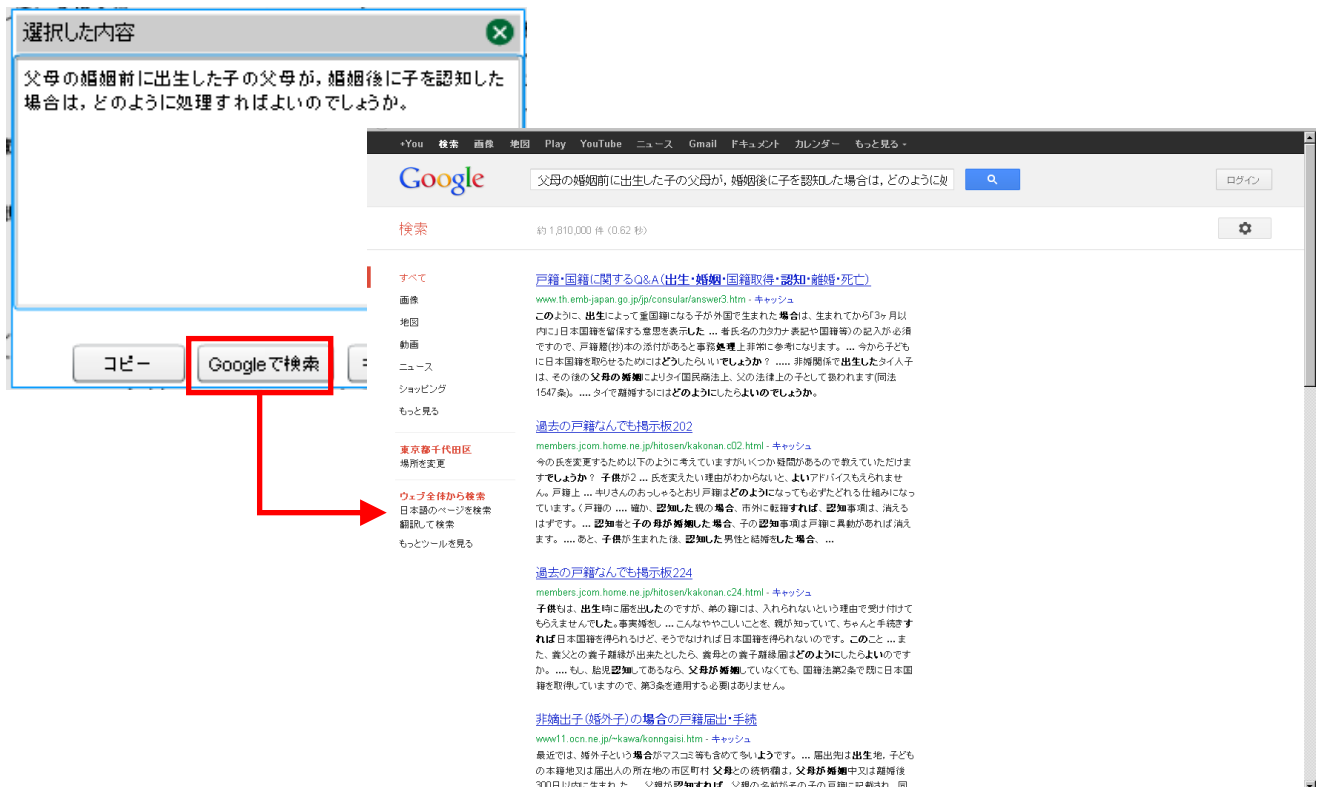 選択した内容
父母の婚姻前に出生した子の父母が，婚姻後に子を認知した
場合は，どのように処理すればよいのでしょうか。
コピー
Googleで検索
+You 検索 画像 地図 Play YouTube ニュース Gmail ドキュメント カレンダー もっと見る
Google
父母の婚姻前に出生した子の父母が，婚姻後に子を認知した場合は，どのように処
ログイン
検索
約 1,810,000 件 (0.62 秒)
すべて
画像
地図
動画
ニュース
ショッピング
もっと見る
東京都千代田区
場所を変更
ウェブ全体から検索
日本語のページを検索
翻訳して検索
もっとツールを見る
戸籍・国籍に関するQ&A(出生・婚姻・国籍取得・認知・離婚・死亡)
www.th.emb-japan.go.jp/jp/consular/answer3.htm - キャッシュ
このように、出生によって重国籍になる子が外国で生まれた場合は、生まれてから「3ヶ月以
内に」日本国籍を留保する意思を表示した ... 者氏名のカタカナ表記や国籍等)の記入が必須
ですので、戸籍謄(抄)本の添付があると事務処理上非常に参考になります。 ... 今から子ども
に日本国籍を取らせるためにはどうしたらいいでしょうか？ ..... 非婚関係で出生したタイ人子
は、その後の父母の婚姻によりタイ国民商法上、父の法律上の子として扱われます(同法
1547条)。 .... タイで離婚するにはどのようにしたらよいのでしょうか。
過去の戸籍なんでも掲示板202
members.jcom.home.ne.jp/hitosen/kakonan.c02.html - キャッシュ
今の氏を変更するため以下のように考えていますがいくつか疑問があるので教えていただけま
すでしょうか？ 子供が2 ... 氏を変えたい理由がわからないと、よいアドバイスもえられませ
ん。戸籍上 ... キリさんのおっしゃるとおり戸籍はどのようになっても必ずたどれる仕組みになっ
ています。(戸籍の .... 確か、認知した親の場合、市外に転籍すれば、認知事項は、消える
はずです。 ... 認知者と子の母が婚姻した場合、子の認知事項は戸籍に異動があれば消え
ます。 .... あと、子供が生まれた後、認知した男性と結婚をした場合、 ...
過去の戸籍なんでも掲示板224
members.jcom.home.ne.jp/hitosen/kakonan.c24.html - キャッシュ
子供もは、出生時に届を出したのですが、弟の籍には、入れられないという理由で受け付けて
もらえませんでした。事実婚をし ... こんなややこしいことを、親が知っていて、ちゃんと手続きす
れば日本国籍を得られるけど、そうでなければ日本国籍を得られないのです。このこと ... ま
た、養父との養子離縁が出来たとしたら、養母との養子離縁届はどのようにしたらよいのです
か。 .... もし、胎児認知してあるなら、父母が婚姻していなくても、国籍法第2条で既に日本国
籍を取得していますので、第3条を適用する必要はありません。
非嫡出子(婚外子)の場合の戸籍届出・手続
www11.ocn.ne.jp/~kawa/konngaisi.htm - キャッシュ
最近では、婚外子という場合がマスコミ等も含めて多いようです。 ... 届出先は出生地、子ども
の本籍地又は届出人の所在地の市区町村 父母との続柄欄は、父母が婚姻中又は離婚後
300日以内に生まれた ... 父親が認知すれば、父親の名前がその子の戸籍に記載され、同